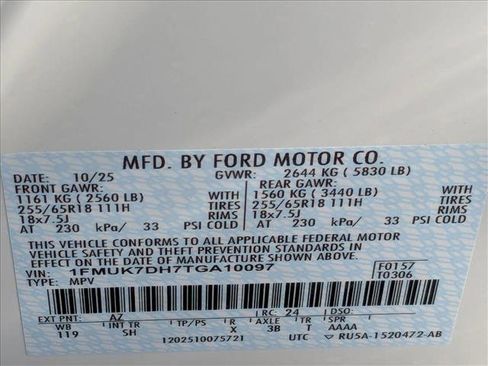 MFD. BY FORD MOTOR CO.
DATE: 10/25 GVWR: 2644 KG ( 5830 LB)
FRONT GAWR: REAR GAWR:
1161 KG ( 2560 LB) WITH 1560 KG ( 3440 LB) WITH
255/65R18 111H TIRES 255/65R18 111H TIRES
18x7.5J RIMS 18x7.5J RIMS
AT 230 kPa/ 33 PSI COLD AT 230 kPa/ 33 PSI COLD
THIS VEHICLE CONFORMS TO ALL APPLICABLE FEDERAL MOTOR
VEHICLE SAFETY AND THEFT PREVENTION STANDARDS IN
EFFECT ON THE DATE OF MANUFACTURE SHOWN ABOVE.
VIN: 1FMUK7DH7TGA10097 F0157
TYPE: MPV T0306
EXT PNT: AZ RC: 24 DSO:
WB INT TR TP/PS R AXLE TR SPR
119 SH X 3B T AAAA
1202510075721 UTC RU5A-1520472-AB